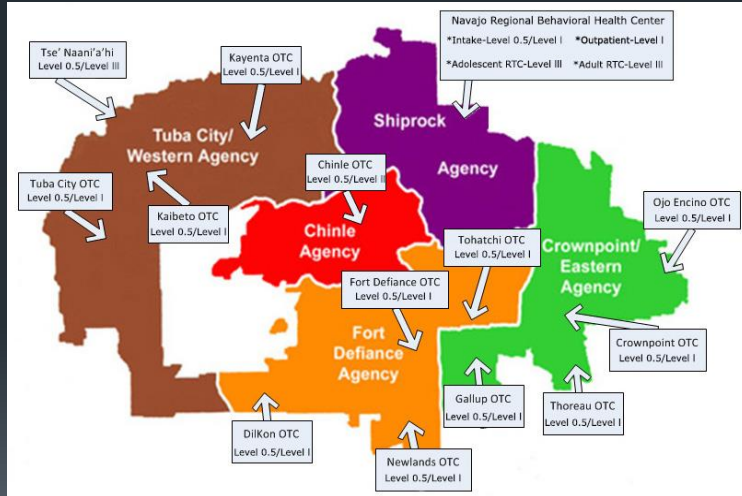 Navajo Regional Behavioral Health Center
*Intake-Level 0.5/Level I *Outpatient-Level I
*Adolescent RTC-Level III *Adult RTC-Level III
Tse' Naani'a'hi
Level 0.5/Level III
Kayenta OTC
Level 0.5/Level I
Shiprock
Agency
Tuba City/
Western Agency
Chinle OTC
Level 0.5/Level II
Tuba City OTC
Level 0.5/Level I
Kaibeto OTC
Level 0.5/Level I
Ojo Encino OTC
Level 0.5/Level I
Chinle
Agency
Tohatchi OTC
Level 0.5/Level I
Crownpoint/
Eastern
Agency
Fort Defiance OTC
Level 0.5/Level I
Fort
Defiance
Agency
Crownpoint OTC
Level 0.5/Level I
Gallup OTC
Level 0.5/Level I
Thoreau OTC
Level 0.5/Level I
DilKon OTC
Level 0.5/Level I
Newlands OTC
Level 0.5/Level I